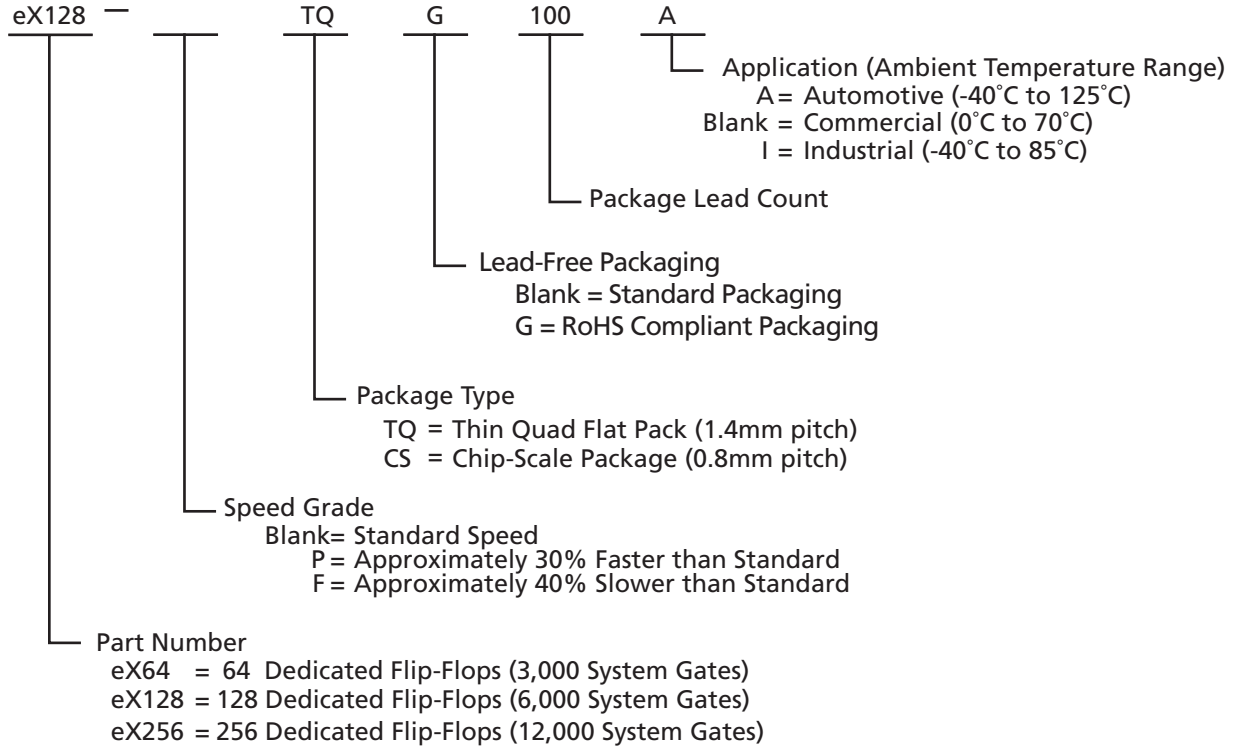 eX128 – TQ G 100 A
Application (Ambient Temperature Range)
A = Automotive (-40˚C to 125˚C)
Blank = Commercial (0˚C to 70˚C)
I = Industrial (-40˚C to 85˚C)
Package Lead Count
Lead-Free Packaging
Blank = Standard Packaging
G = RoHS Compliant Packaging
Package Type
TQ = Thin Quad Flat Pack (1.4mm pitch)
CS = Chip-Scale Package (0.8mm pitch)
Speed Grade
Blank= Standard Speed
P = Approximately 30% Faster than Standard
F = Approximately 40% Slower than Standard
Part Number
eX64 = 64 Dedicated Flip-Flops (3,000 System Gates)
eX128 = 128 Dedicated Flip-Flops (6,000 System Gates)
eX256 = 256 Dedicated Flip-Flops (12,000 System Gates)